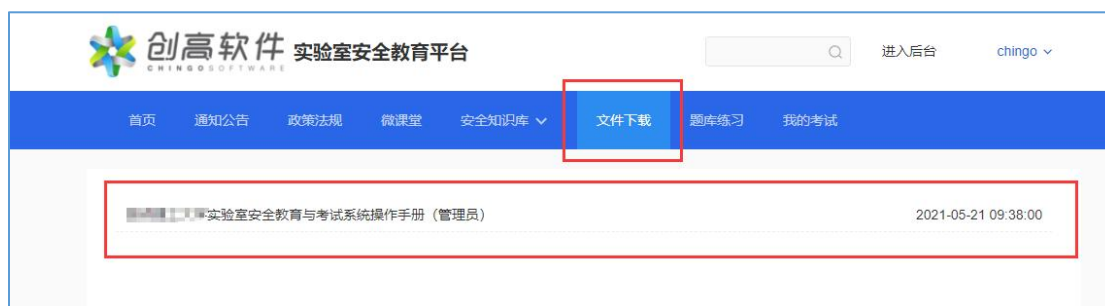 创高软件 实验室安全教育平台
CHINGOSOFTWARE
进入后台
chingo
首页 通知公告 政策法规 微课堂 安全知识库 文件下载 题库练习 我的考试
实验室安全教育与考试系统操作手册（管理员） 2021-05-21 09:38:00